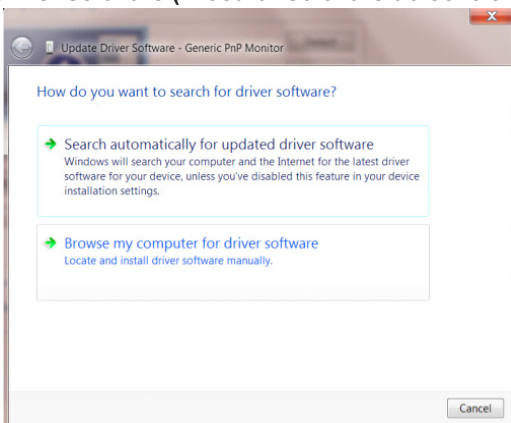 Update Driver Software - Generic PnP Monitor
How do you want to search for driver software?
Search automatically for updated driver software
Windows will search your computer and the Internet for the latest driver
software for your device, unless you've disabled this feature in your device
installation settings.
Browse my computer for driver software
Locate and install driver software manually.
Cancel